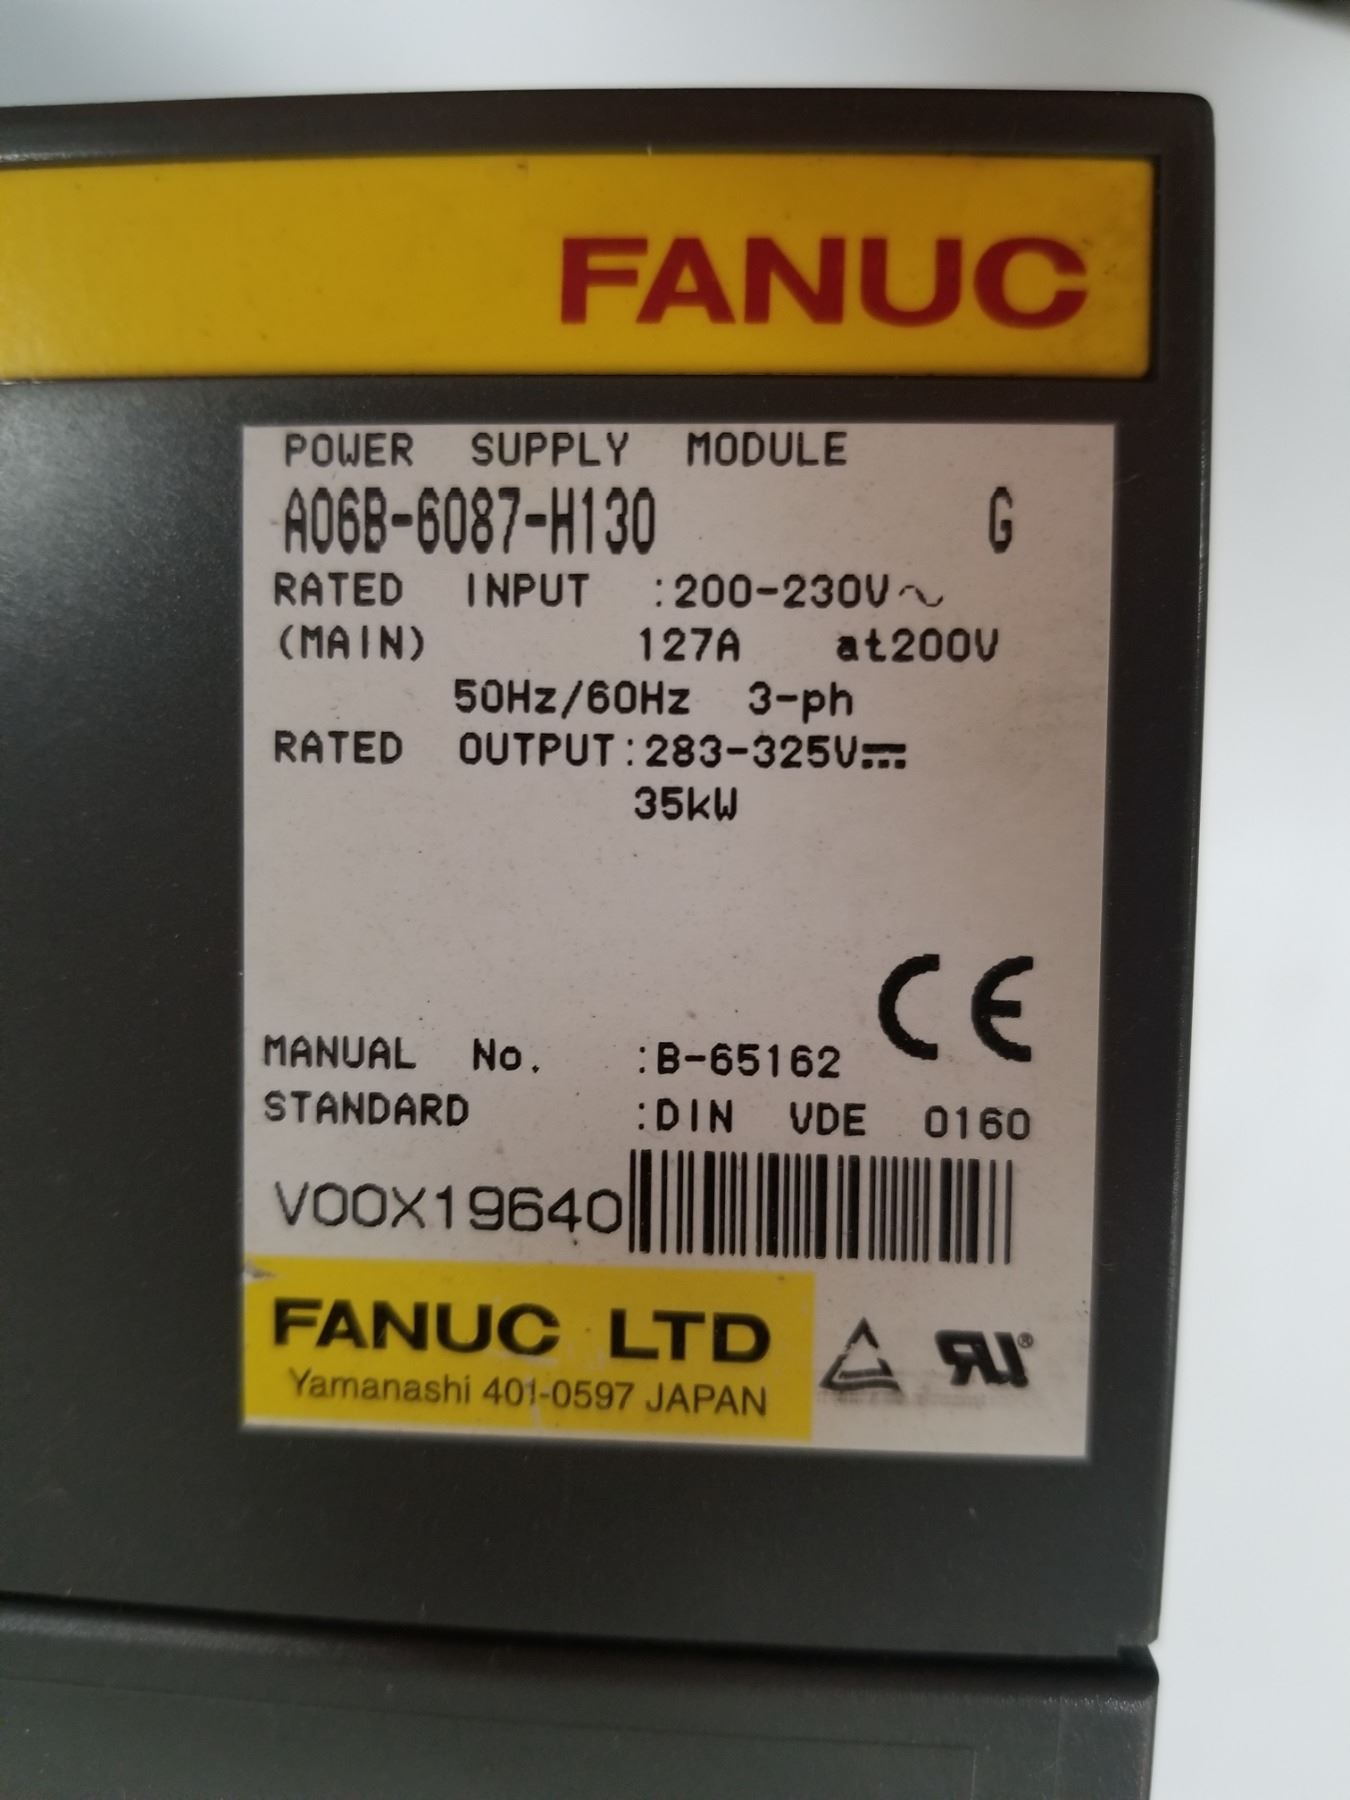 FANUC
POWER SUPPLY MODULE
A06B-6087-H130 G
RATED INPUT :200-230V～
(MAIN) 127A at200V
50Hz/60Hz 3-ph
RATED OUTPUT:283-325V⎓
35kW
CE
MANUAL No. :B-65162
STANDARD :DIN VDE 0160
V00X19640
FANUC LTD
Yamanashi 401-0597 JAPAN